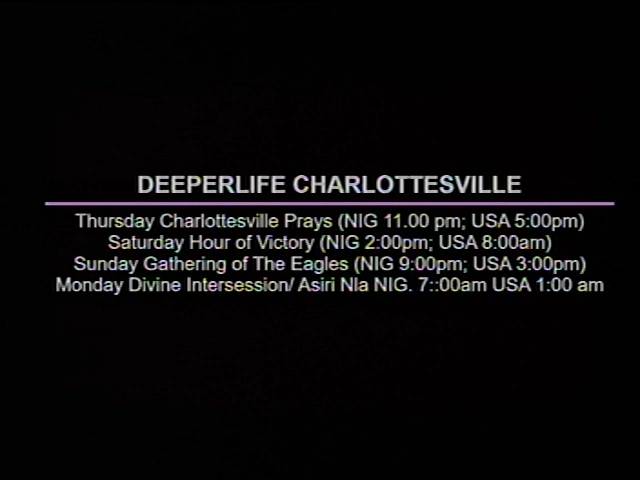 DEEPERLIFE CHARLOTTESVILLE
Thursday Charlottesville Prays (NIG 11.00 pm; USA 5:00pm)
Saturday Hour of Victory (NIG 2:00pm; USA 8:00am)
Sunday Gathering of The Eagles (NIG 9:00pm; USA 3:00pm)
Monday Divine Intersession/ Asiri Nla NIG. 7::00am USA 1:00 am